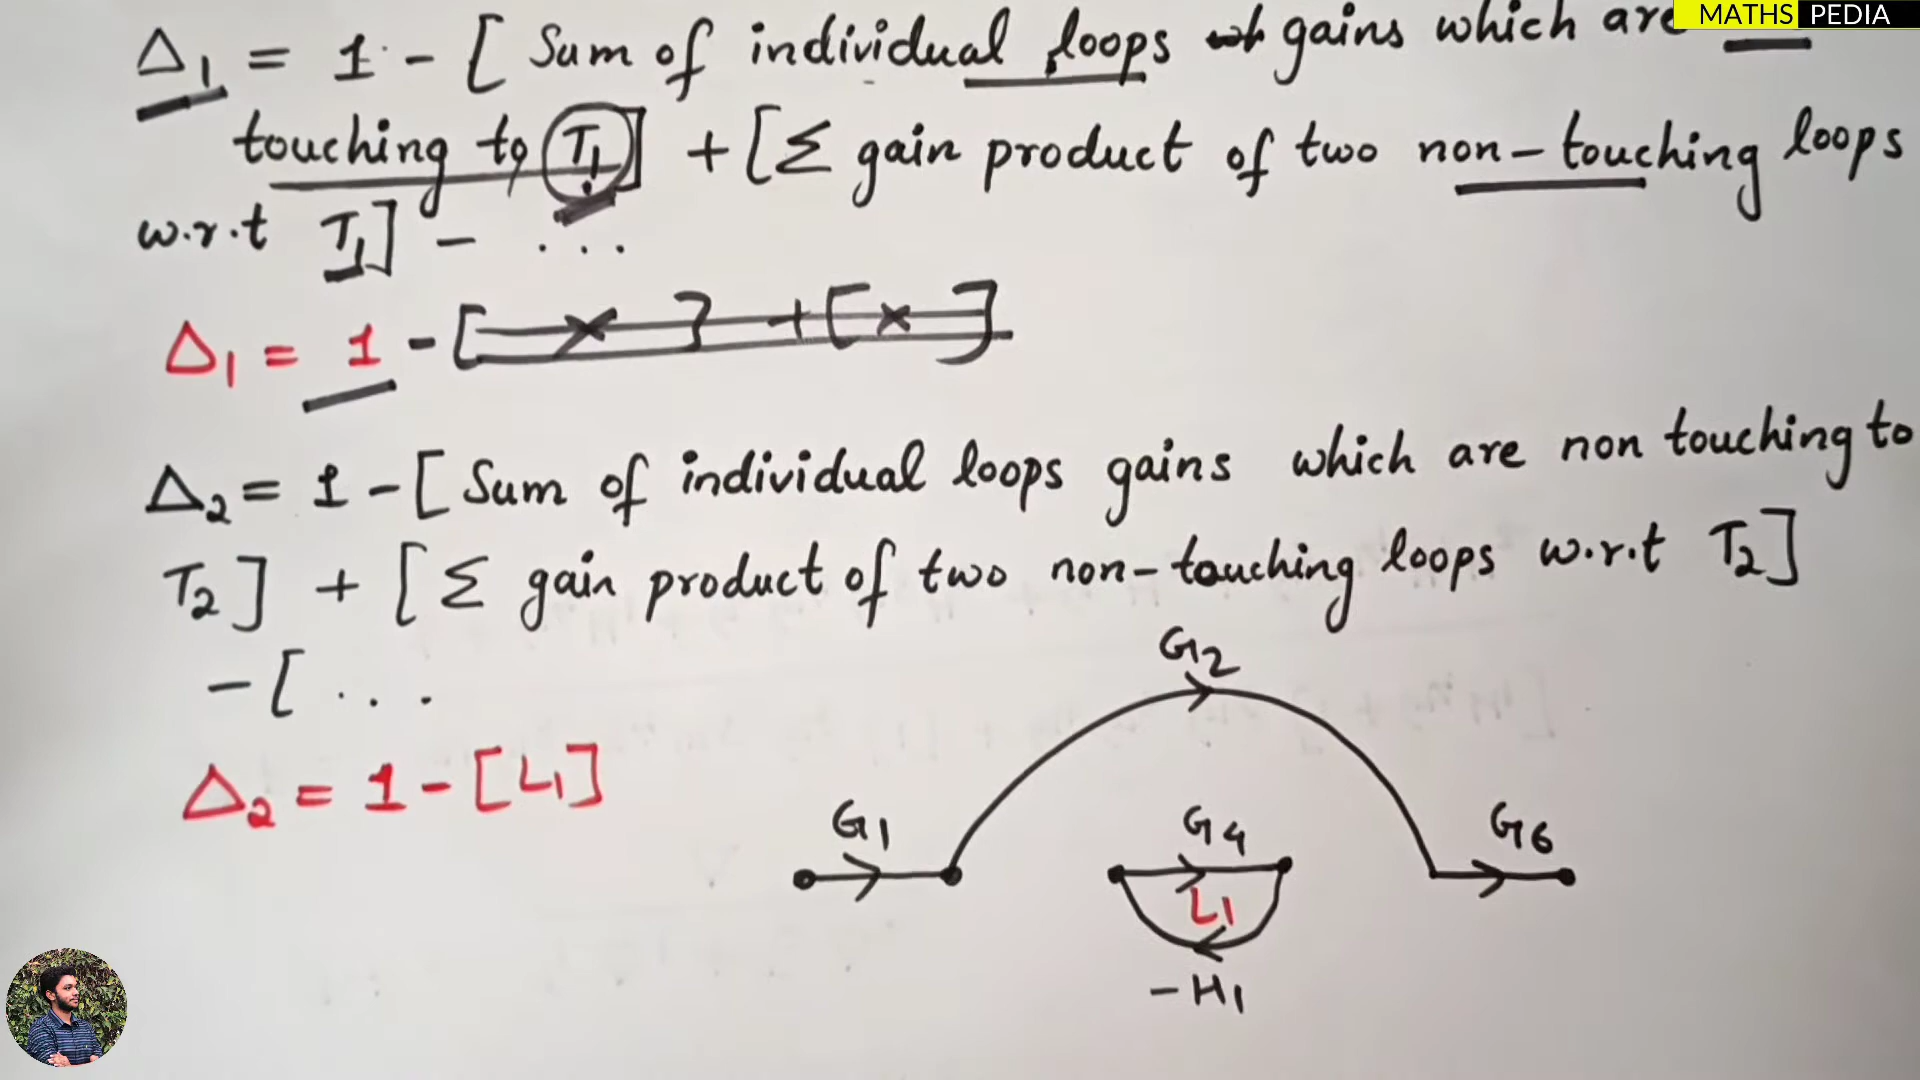 MATHS PEDIA
Δ₁ = 1 - [ Sum of individual loops gains which are
touching to T₁ ] + [ Σ gain product of two non-touching loops
w.r.t T₁ ] - ...
Δ₁ = 1 - [ × ] + [ × ]
Δ₂ = 1 - [ Sum of individual loops gains which are non touching to
T₂ ] + [ Σ gain product of two non-touching loops w.r.t T₂ ]
- [ ...
Δ₂ = 1 - [L₁]
G₂
G₁ G₄ G₆
L₁
-H₁